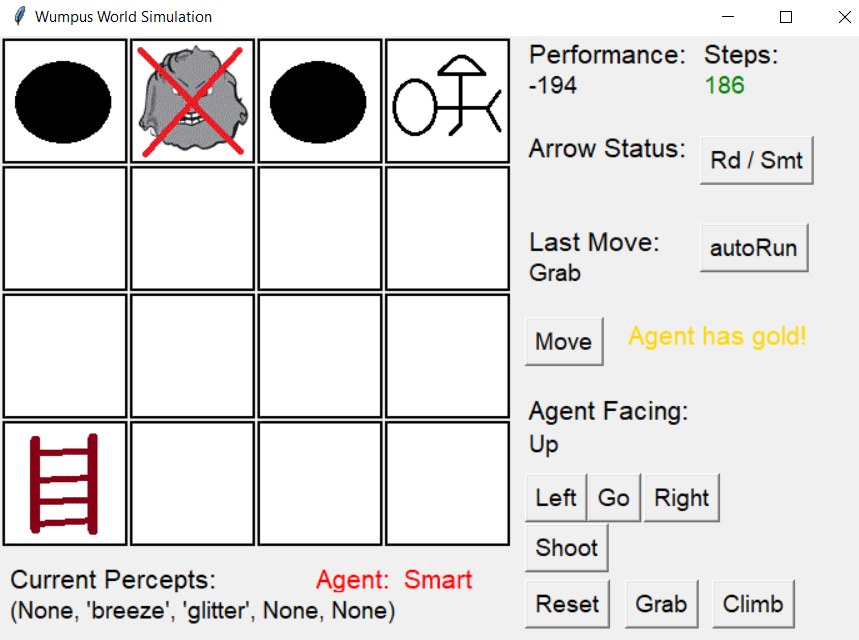 Wumpus World Simulation
Performance: Steps:
-194 186
Arrow Status: Rd / Smt
Last Move: autoRun
Grab
Move Agent has gold!
Agent Facing:
Up
Left Go Right
Shoot
Reset Grab Climb
Current Percepts: Agent: Smart
(None, 'breeze', 'glitter', None, None)